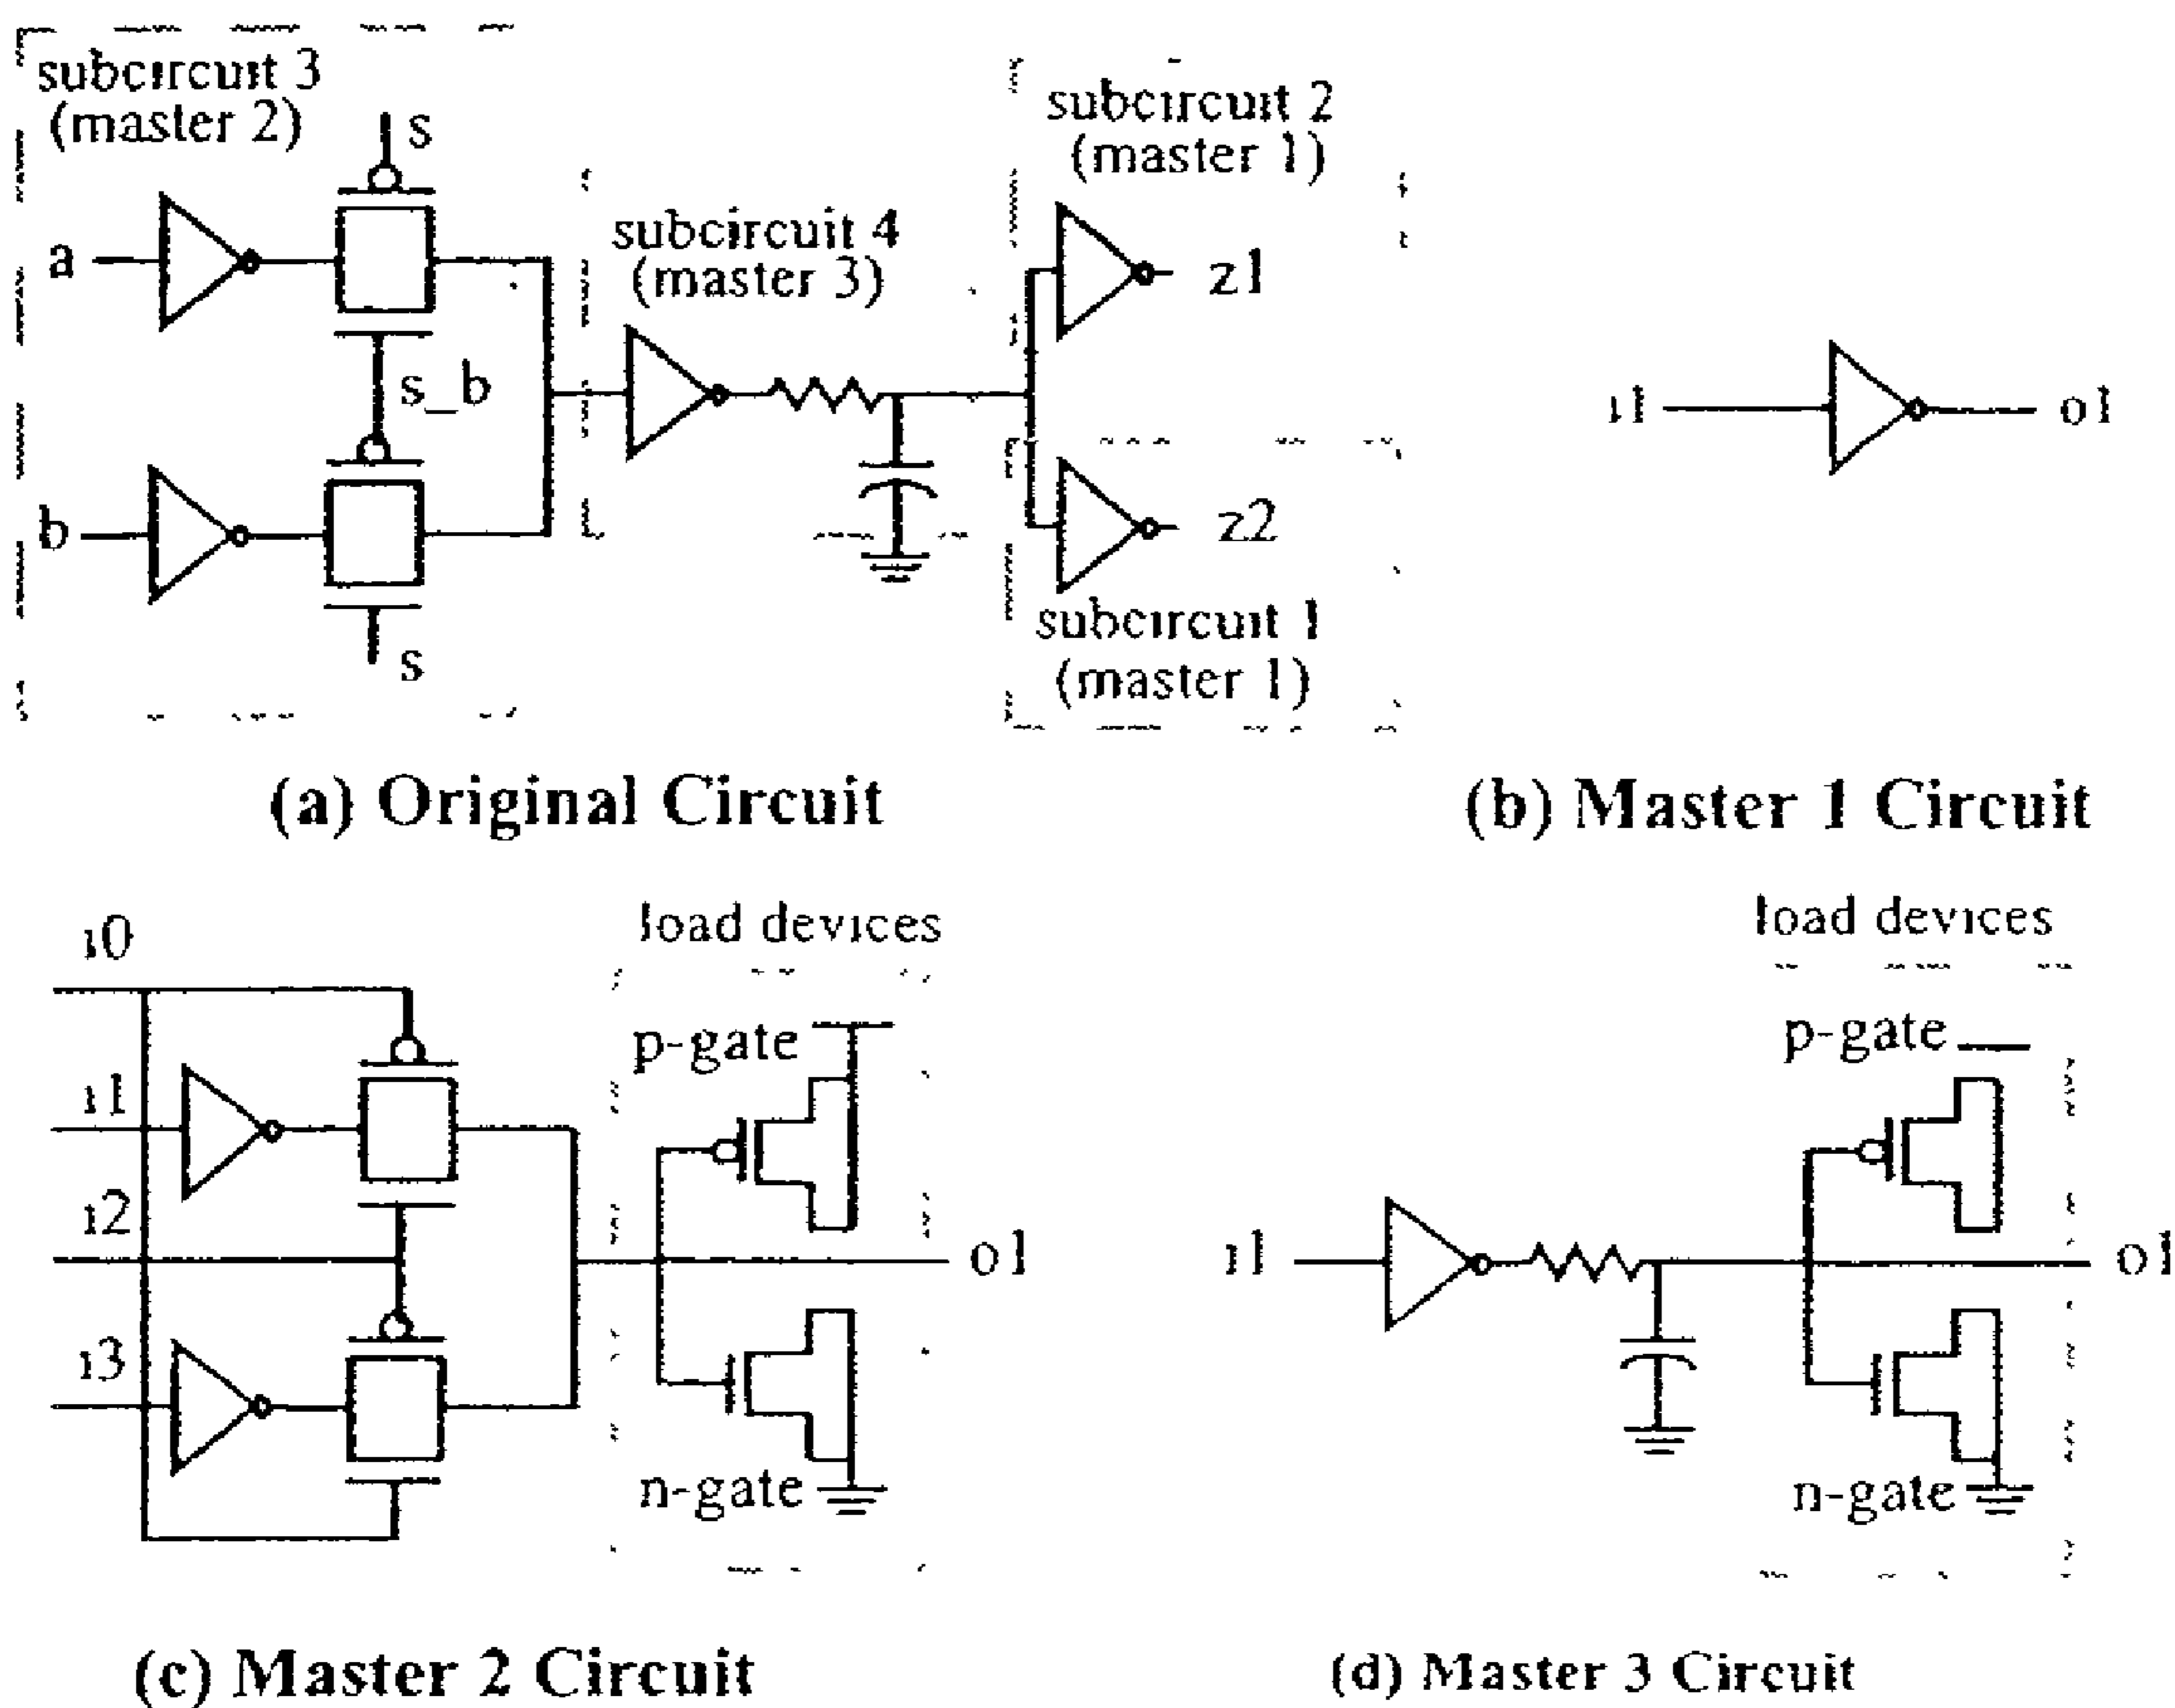 subcircuit 3
(master 2)
s
a
s_b
b
s
subcircuit 4
(master 3)
subcircuit 2
(master 1)
z1
z2
subcircuit 1
(master 1)
i1
o1
(a) Original Circuit
(b) Master 1 Circuit
i0
i1
i2
i3
load devices
p-gate
o1
n-gate
load devices
p-gate
i1
o1
n-gate
(c) Master 2 Circuit
(d) Master 3 Circuit